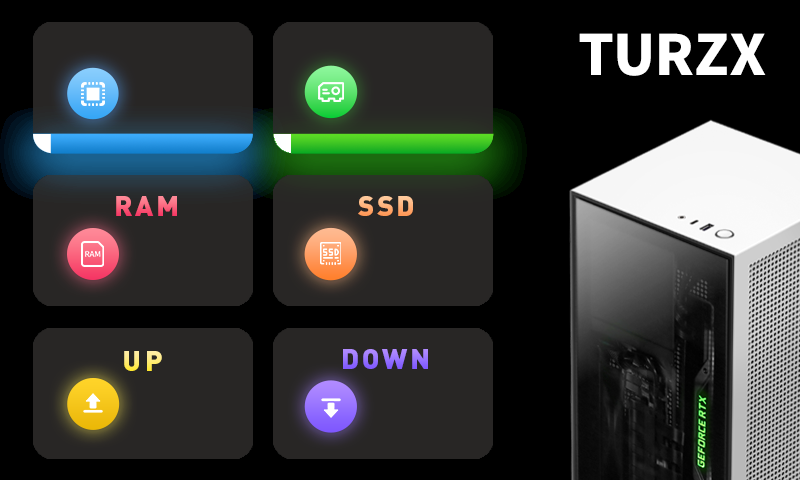 TURZX
RAM
SSD
RAM
SSD
UP
DOWN
GEFORCE RTX